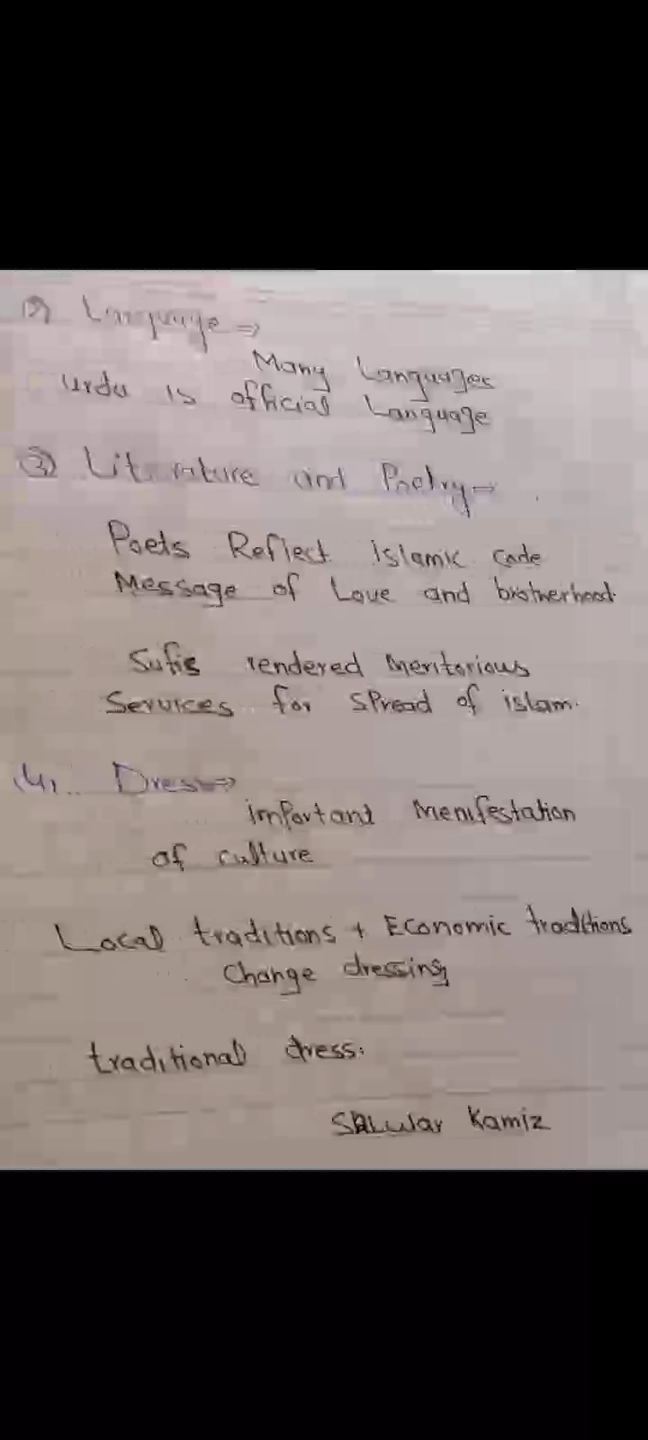 (2) Language ⇒
Many Languages
urdu is official Language
(3) Literature and Poetry →
Poets Reflect islamic code
Message of Love and brotherhood
Sufis rendered meritorious
Services for spread of islam.
(4) Dress ⇒
important Menifestation
of culture
Local traditions + Economic traditions
Change dressing
traditional dress:
Salwar Kamiz